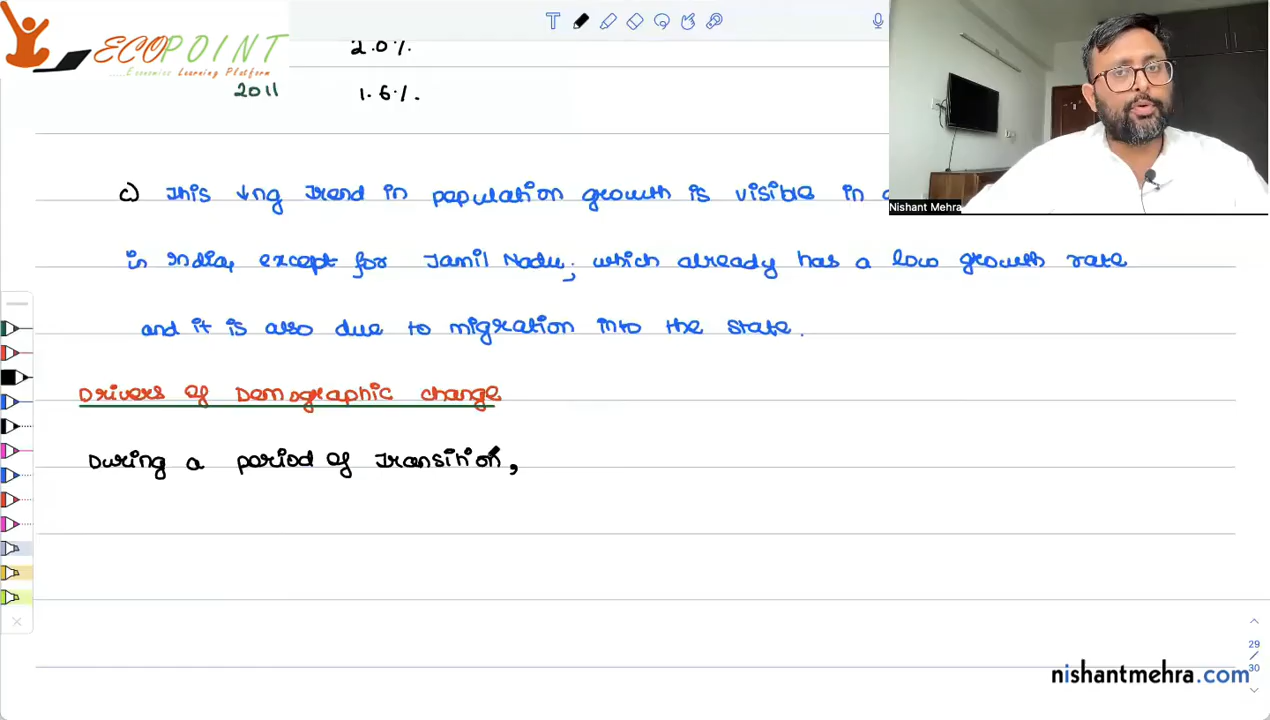 ECOPOINT
.....Economics Learning Platform
2.0%.
2011 1.6%.
c) This ↓ng Trend in population growth is visible in
in India, except for Tamil Nadu, which already has a low growth rate
and it is also due to migration into the state.
Drivers of Demographic change
During a period of Transition,
Nishant Mehra
29
/
30
nishantmehra.com